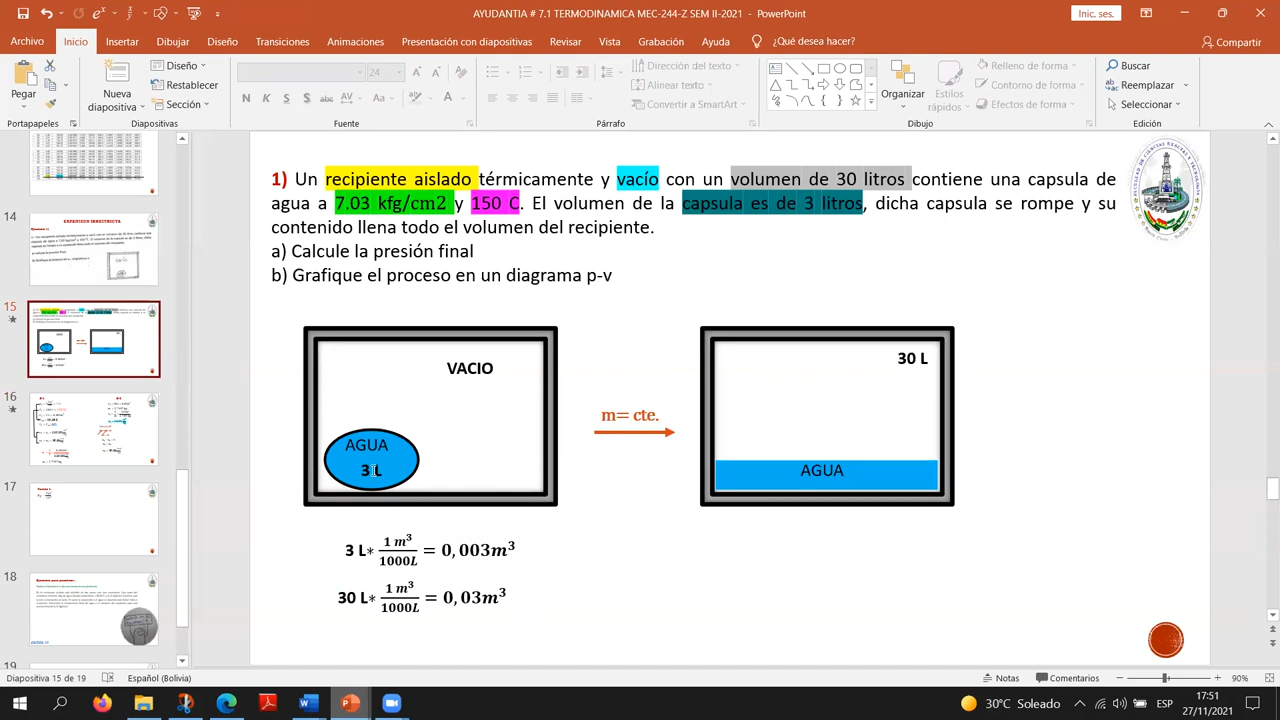 AYUDANTIA # 7.1 TERMODINAMICA MEC-244-Z SEM II-2021 - PowerPoint
Inic. ses.
Archivo Inicio Insertar Dibujar Diseño Transiciones Animaciones Presentación con diapositivas Revisar Vista Grabación Ayuda ¿Qué desea hacer? Compartir
Pegar
Nueva diapositiva
Diseño
Restablecer
Sección
24
N K S abc AV Aa A
Dirección del texto
Alinear texto
Convertir a SmartArt
Organizar
Estilos rápidos
Relleno de forma
Contorno de forma
Efectos de forma
Buscar
Reemplazar
Seleccionar
Portapapeles Diapositivas Fuente Párrafo Dibujo Edición
14
EXPANSION IRRESTRICTA
15
16
17
18
19
1) Un recipiente aislado térmicamente y vacío con un volumen de 30 litros contiene una capsula de
agua a 7.03 kfg/cm2 y 150 C. El volumen de la capsula es de 3 litros, dicha capsula se rompe y su
contenido llena todo el volumen del recipiente.
a) Calcule la presión final
b) Grafique el proceso en un diagrama p-v
VACIO
AGUA
3 L
m= cte.
30 L
AGUA
3 L* 1 m³/1000L = 0,003m³
30 L* 1 m³/1000L = 0,03m³
Diapositiva 15 de 19 Español (Bolivia) Notas Comentarios 90%
30°C Soleado ESP 17:51
27/11/2021